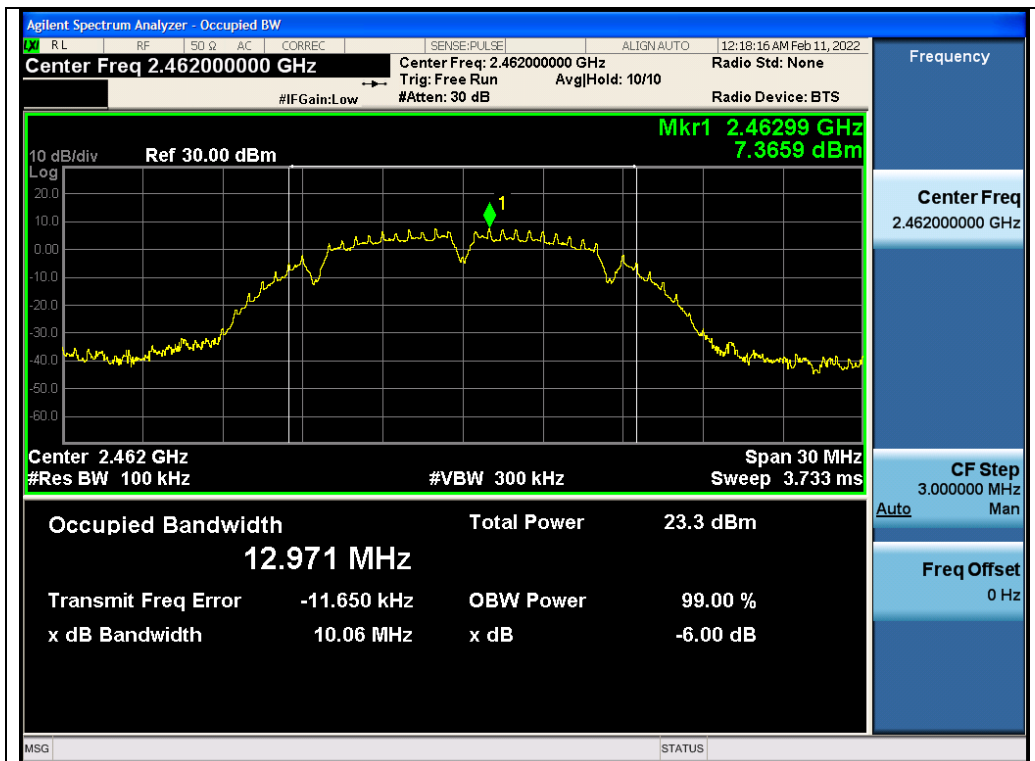 Agilent Spectrum Analyzer - Occupied BW
LXI RL RF 50 Ω AC CORREC SENSE:PULSE ALIGN AUTO 12:18:16 AM Feb 11, 2022
Center Freq 2.462000000 GHz
Center Freq: 2.462000000 GHz
Radio Std: None
Trig: Free Run Avg|Hold: 10/10
#IFGain:Low
#Atten: 30 dB
Radio Device: BTS
Mkr1 2.46299 GHz
7.3659 dBm
10 dB/div Ref 30.00 dBm
Log
20.0
10.0
0.00
-10.0
-20.0
-30.0
-40.0
-50.0
-60.0
1
Center 2.462 GHz Span 30 MHz
#Res BW 100 kHz #VBW 300 kHz Sweep 3.733 ms
Occupied Bandwidth Total Power 23.3 dBm
12.971 MHz
Transmit Freq Error -11.650 kHz OBW Power 99.00 %
x dB Bandwidth 10.06 MHz x dB -6.00 dB
MSG STATUS
Frequency
Center Freq
2.462000000 GHz
CF Step
3.000000 MHz
Auto Man
Freq Offset
0 Hz